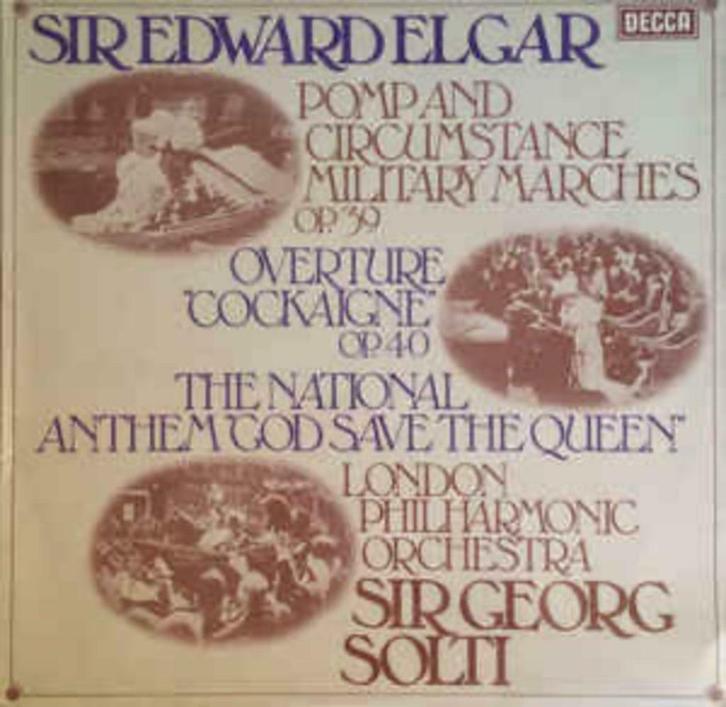 SIR EDWARD ELGAR
DECCA
POMP AND
CIRCUMSTANCE
MILITARY MARCHES
OP. 39
OVERTURE
"COCKAIGNE"
OP. 40
THE NATIONAL
ANTHEM "GOD SAVE THE QUEEN"
LONDON
PHILHARMONIC
ORCHESTRA
SIR GEORG
SOLTI